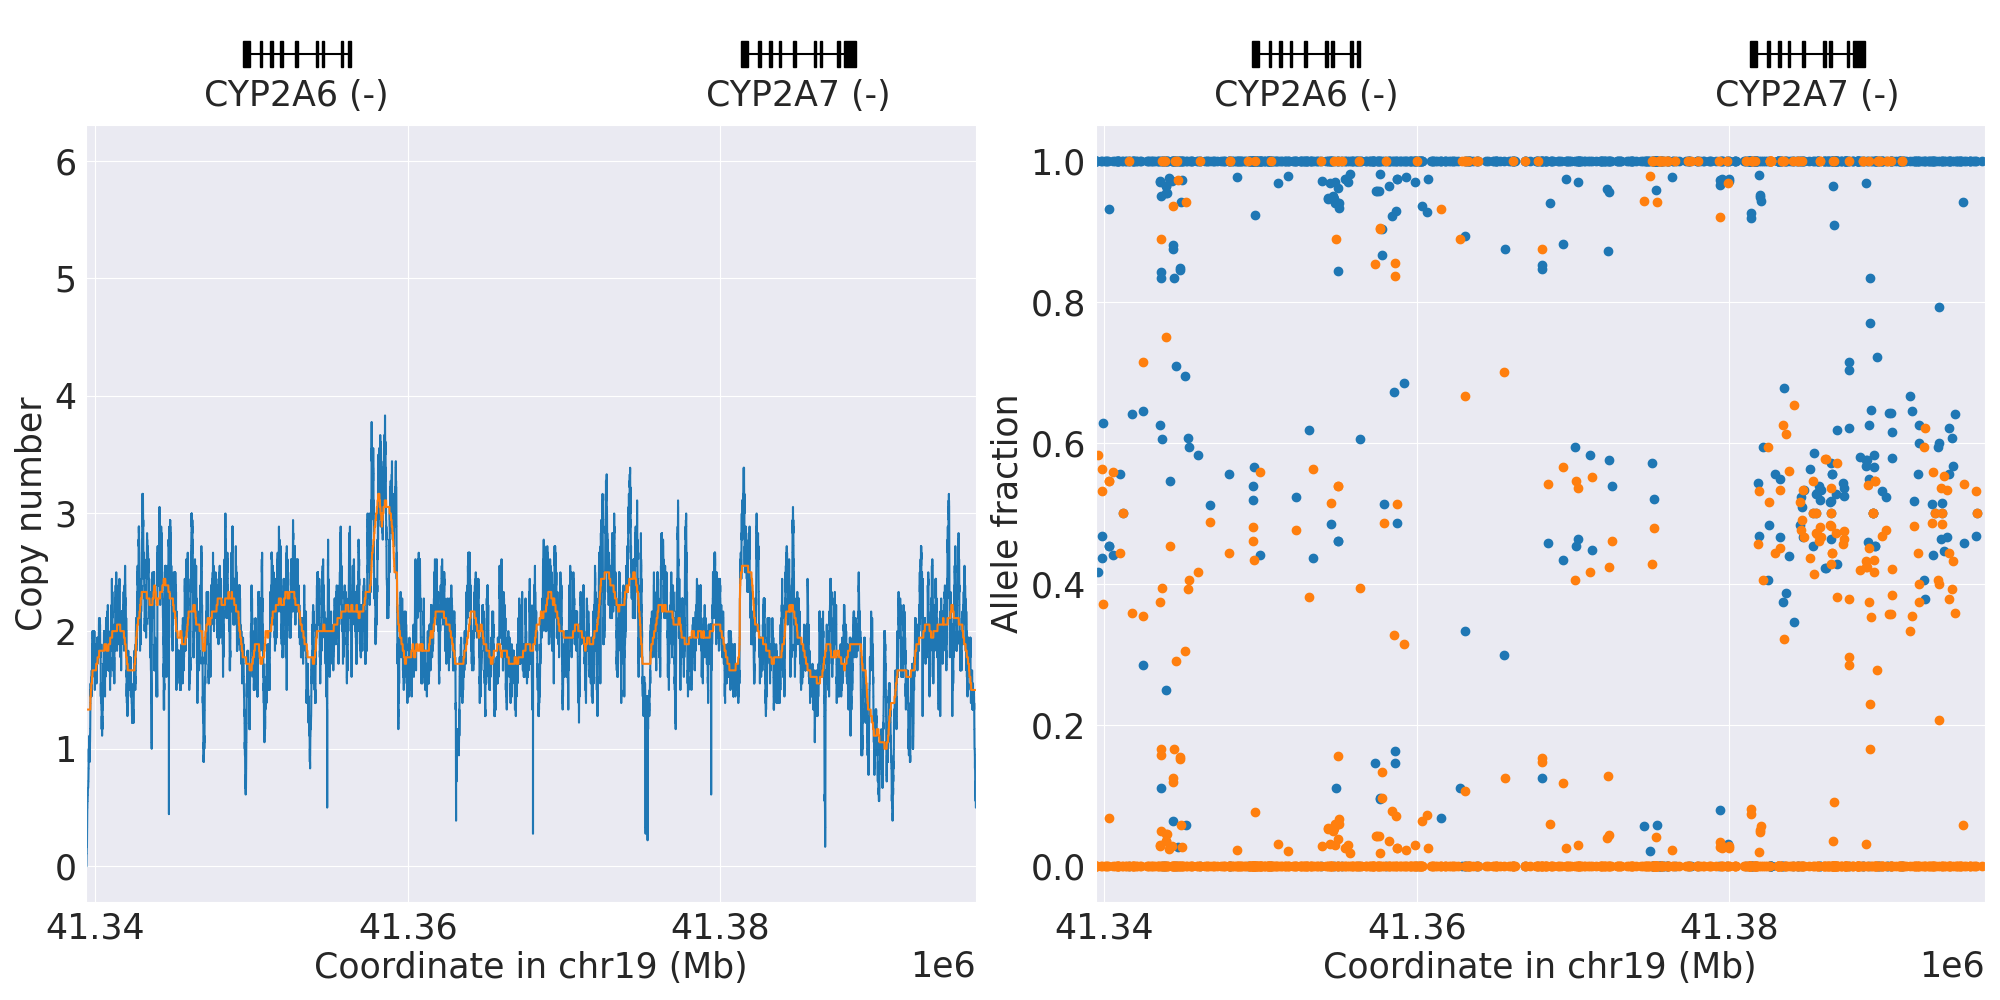 CYP2A6 (-)
CYP2A7 (-)
6
5
4
3
2
1
0
Copy number
41.34
41.36
41.38
Coordinate in chr19 (Mb)
1e6
CYP2A6 (-)
CYP2A7 (-)
1.0
0.8
0.6
0.4
0.2
0.0
Allele fraction
41.34
41.36
41.38
Coordinate in chr19 (Mb)
1e6